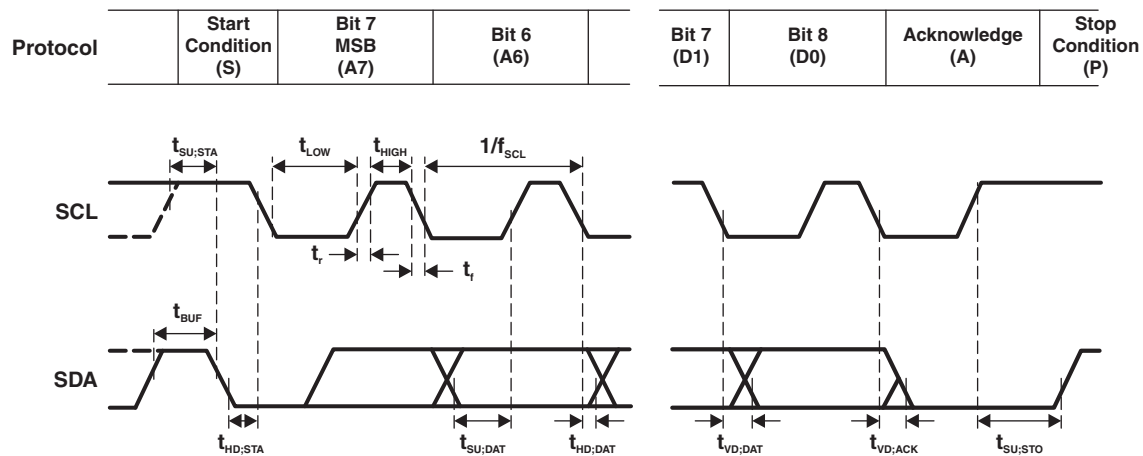 Protocol
Start
Condition
(S)
Bit 7
MSB
(A7)
Bit 6
(A6)
Bit 7
(D1)
Bit 8
(D0)
Acknowledge
(A)
Stop
Condition
(P)
tSU;STA
tLOW
tHIGH
1/fSCL
SCL
tr
tf
tBUF
SDA
tHD;STA
tSU;DAT
tHD;DAT
tVD;DAT
tVD;ACK
tSU;STO